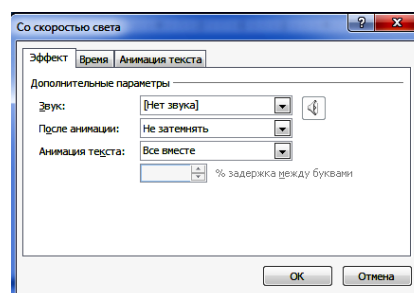 Со скоростью света
Эффект Время Анимация текста
Дополнительные параметры
Звук: [Нет звука]
После анимации: Не затемнять
Анимация текста: Все вместе
% задержка между буквами
ОК Отмена